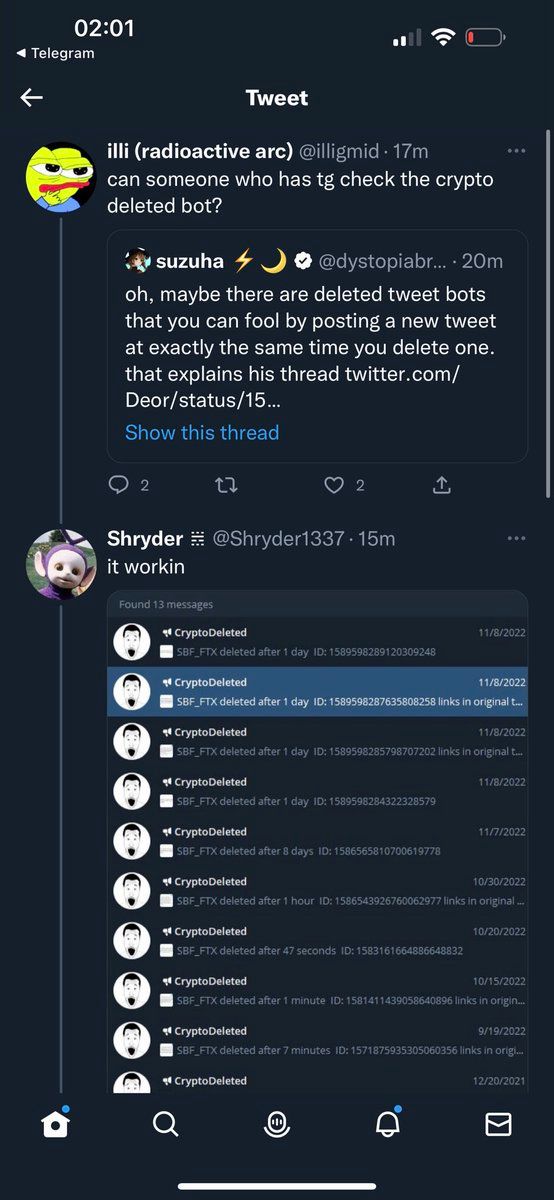 02:01
Telegram
Tweet
illi (radioactive arc) @illigmid · 17m
can someone who has tg check the crypto
deleted bot?
suzuha ⚡🌙 @dystopiabr... · 20m
oh, maybe there are deleted tweet bots
that you can fool by posting a new tweet
at exactly the same time you delete one.
that explains his thread twitter.com/
Deor/status/15...
Show this thread
2 2
Shryder @Shryder1337 · 15m
it workin
Found 13 messages
CryptoDeleted 11/8/2022
SBF_FTX deleted after 1 day ID: 1589598289120309248
CryptoDeleted 11/8/2022
SBF_FTX deleted after 1 day ID: 1589598287635808258 links in original t...
CryptoDeleted 11/8/2022
SBF_FTX deleted after 1 day ID: 1589598285798707202 links in original t...
CryptoDeleted 11/8/2022
SBF_FTX deleted after 1 day ID: 1589598284322328579
CryptoDeleted 11/7/2022
SBF_FTX deleted after 8 days ID: 1586565810700619778
CryptoDeleted 10/30/2022
SBF_FTX deleted after 1 hour ID: 1586543926760062977 links in original ...
CryptoDeleted 10/20/2022
SBF_FTX deleted after 47 seconds ID: 1583161664886648832
CryptoDeleted 10/15/2022
SBF_FTX deleted after 1 minute ID: 1581411439058640896 links in origin...
CryptoDeleted 9/19/2022
SBF_FTX deleted after 7 minutes ID: 1571875935305060356 links in origi...
CryptoDeleted 12/20/2021